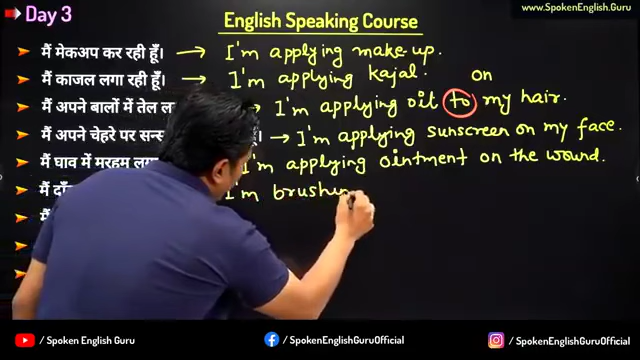 Day 3
English Speaking Course
www.SpokenEnglish.Guru
मैं मेकअप कर रही हूँ। → I'm applying make-up.
मैं काजल लगा रही हूँ। → I'm applying kajal.
on
मैं अपने बालों में तेल → I'm applying oil to my hair.
मैं अपने चेहरे पर → I'm applying sunscreen on my face.
मैं घाव में मरहम I'm applying ointment on the wound.
मैं I'm brushin
/ Spoken English Guru
/ SpokenEnglishGuruOfficial
/ SpokenEnglishGuruOfficial